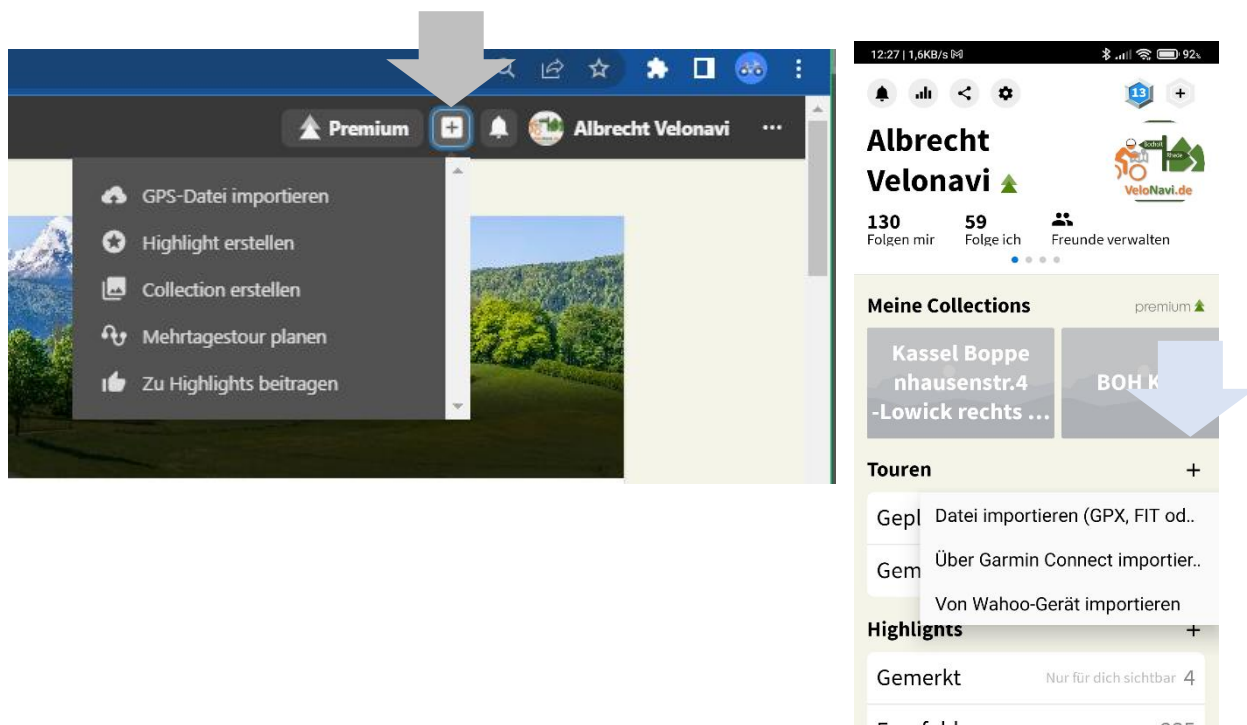 Premium
Albrecht Velonavi
GPS-Datei importieren
Highlight erstellen
Collection erstellen
Mehrtagestour planen
Zu Highlights beitragen
12:27 | 1,6KB/s
92%
13
Albrecht
Velonavi
Bocholt
Rhede
VeloNavi.de
130
59
Folgen mir
Folge ich
Freunde verwalten
Meine Collections
premium
Kassel Boppe
nhausenstr.4
-Lowick rechts ...
BOH K
Touren
+
Gepl
Datei importieren (GPX, FIT od..
Über Garmin Connect importier..
Gem
Von Wahoo-Gerät importieren
Highlights
+
Gemerkt
Nur für dich sichtbar 4